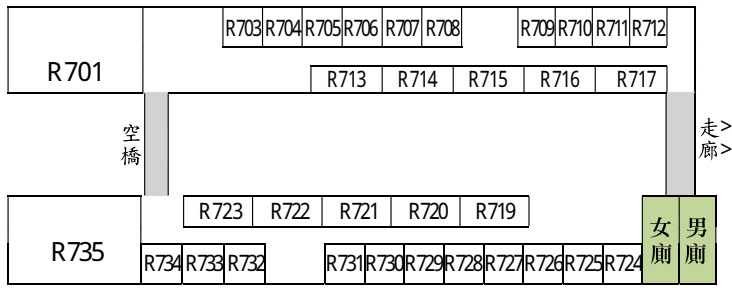 R703 R704 R705 R706 R707 R708 R709 R710 R711 R712
R701
R713 R714 R715 R716 R717
空橋
走廊>>
R723 R722 R721 R720 R719
女廁 男廁
R735
R734 R733 R732 R731 R730 R729 R728 R727 R726 R725 R724